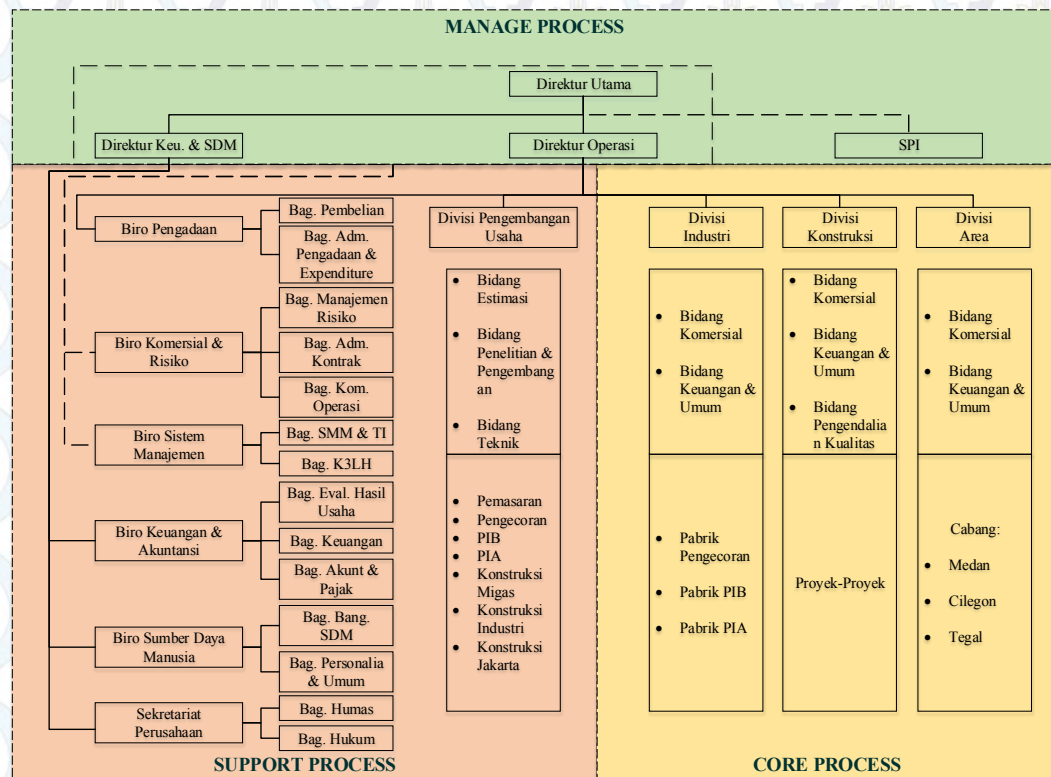 MANAGE PROCESS
Direktur Utama
Direktur Keu. & SDM
Direktur Operasi
SPI
Biro Pengadaan
Bag. Pembelian
Bag. Adm.
Pengadaan &
Expenditure
Biro Komersial &
Risiko
Bag. Manajemen
Risiko
Bag. Adm.
Kontrak
Bag. Kom.
Operasi
Biro Sistem
Manajemen
Bag. SMM & TI
Bag. K3LH
Biro Keuangan &
Akuntansi
Bag. Eval. Hasil
Usaha
Bag. Keuangan
Bag. Akunt &
Pajak
Biro Sumber Daya
Manusia
Bag. Bang.
SDM
Bag. Personalia
& Umum
Sekretariat
Perusahaan
Bag. Humas
Bag. Hukum
Divisi Pengembangan
Usaha
• Bidang
Estimasi
• Bidang
Penelitian &
Pengembang
an
• Bidang
Teknik
• Pemasaran
• Pengecoran
• PIB
• PIA
• Konstruksi
Migas
• Konstruksi
Industri
• Konstruksi
Jakarta
SUPPORT PROCESS
Divisi
Industri
• Bidang
Komersial
• Bidang
Keuangan &
Umum
• Pabrik
Pengecoran
• Pabrik PIB
• Pabrik PIA
Divisi
Konstruksi
• Bidang
Komersial
• Bidang
Keuangan &
Umum
• Bidang
Pengendalia
n Kualitas
Proyek-Proyek
Divisi
Area
• Bidang
Komersial
• Bidang
Keuangan &
Umum
Cabang:
• Medan
• Cilegon
• Tegal
CORE PROCESS